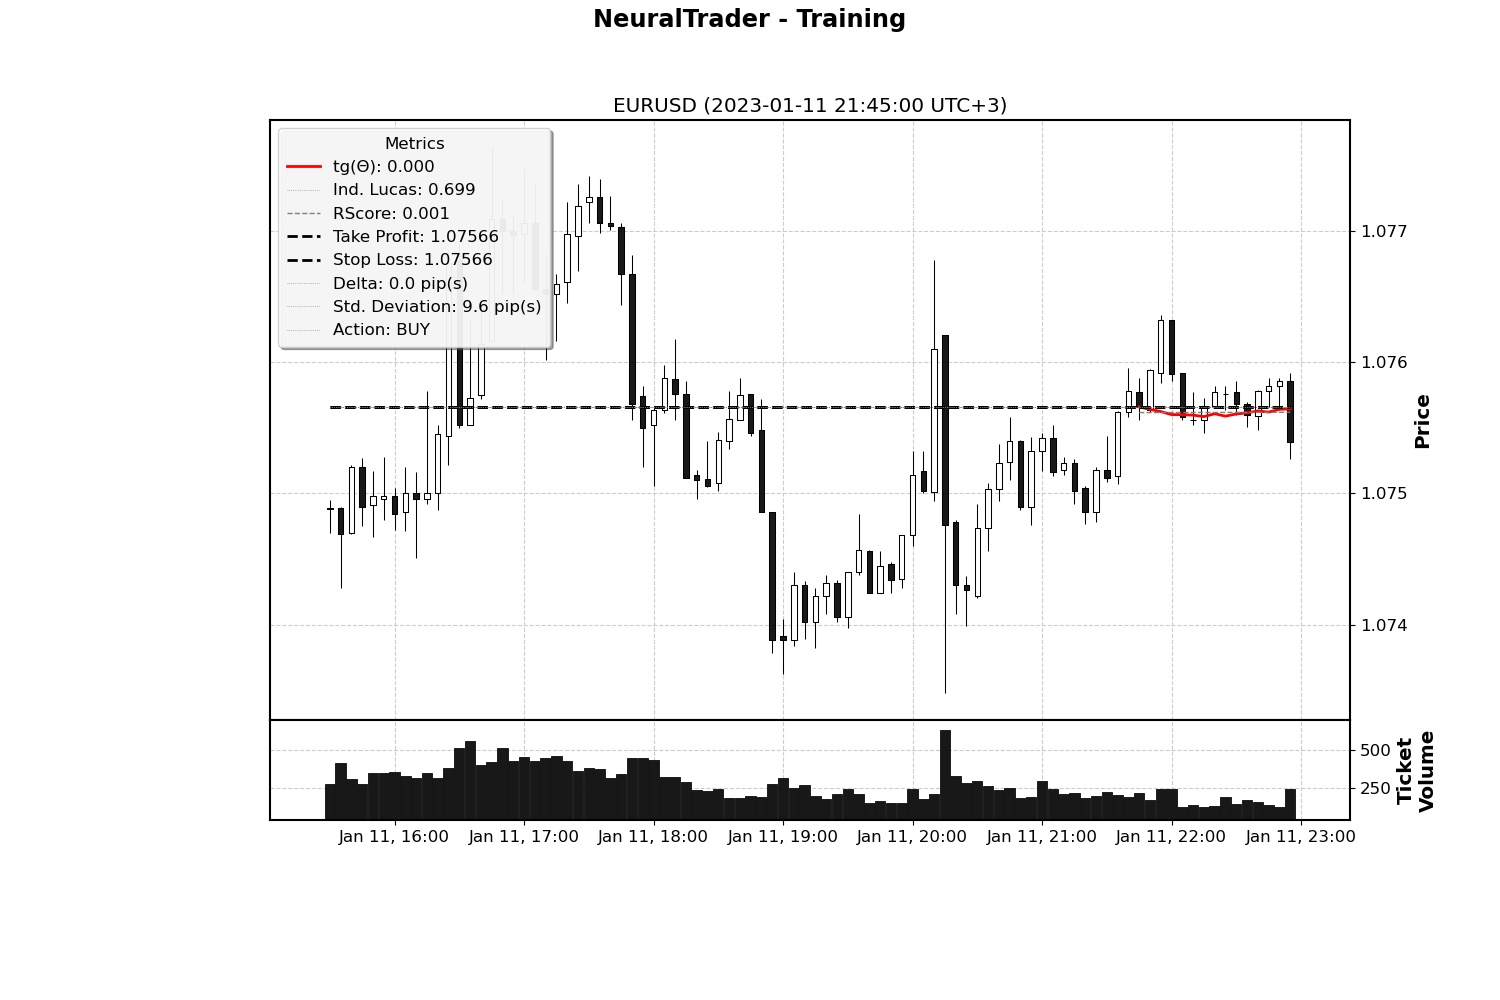 NeuralTrader - Training
EURUSD (2023-01-11 21:45:00 UTC+3)
Metrics
tg(Θ): 0.000
Ind. Lucas: 0.699
RScore: 0.001
Take Profit: 1.07566
Stop Loss: 1.07566
Delta: 0.0 pip(s)
Std. Deviation: 9.6 pip(s)
Action: BUY
1.077
1.076
1.075
1.074
Price
500
250
Ticket
Volume
Jan 11, 16:00
Jan 11, 17:00
Jan 11, 18:00
Jan 11, 19:00
Jan 11, 20:00
Jan 11, 21:00
Jan 11, 22:00
Jan 11, 23:00